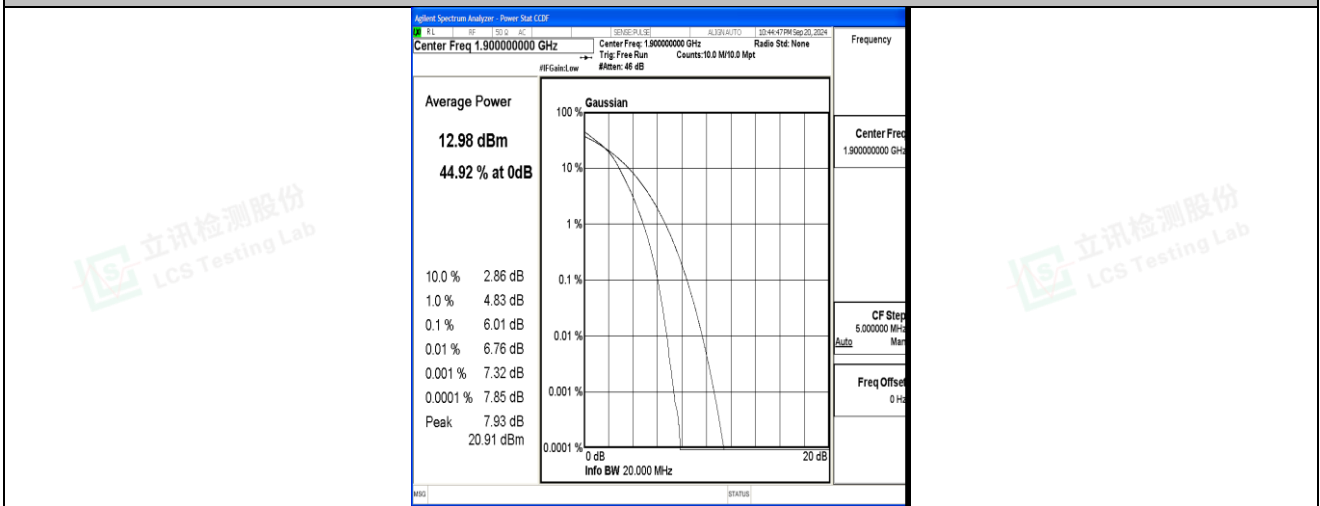 Agilent Spectrum Analyzer - Power Stat CCDF
RL RF 50 Ω AC SENSE:PULSE ALIGN AUTO 10:44:47 PM Sep 20, 2024
Center Freq 1.900000000 GHz
Center Freq: 1.900000000 GHz Radio Std: None
Trig: Free Run Counts:10.0 M/10.0 Mpt
#IFGain:Low #Atten: 46 dB
Frequency
Average Power
12.98 dBm
44.92 % at 0dB
10.0 % 2.86 dB
1.0 % 4.83 dB
0.1 % 6.01 dB
0.01 % 6.76 dB
0.001 % 7.32 dB
0.0001 % 7.85 dB
Peak 7.93 dB
20.91 dBm
Gaussian
100 %
10 %
1 %
0.1 %
0.01 %
0.001 %
0.0001 %
0 dB 20 dB
Info BW 20.000 MHz
Center Freq
1.900000000 GHz
CF Step
5.000000 MHz
Auto Man
Freq Offset
0 Hz
MSG STATUS
立讯检测股份
LCS Testing Lab
立讯检测股份
LCS Testing Lab